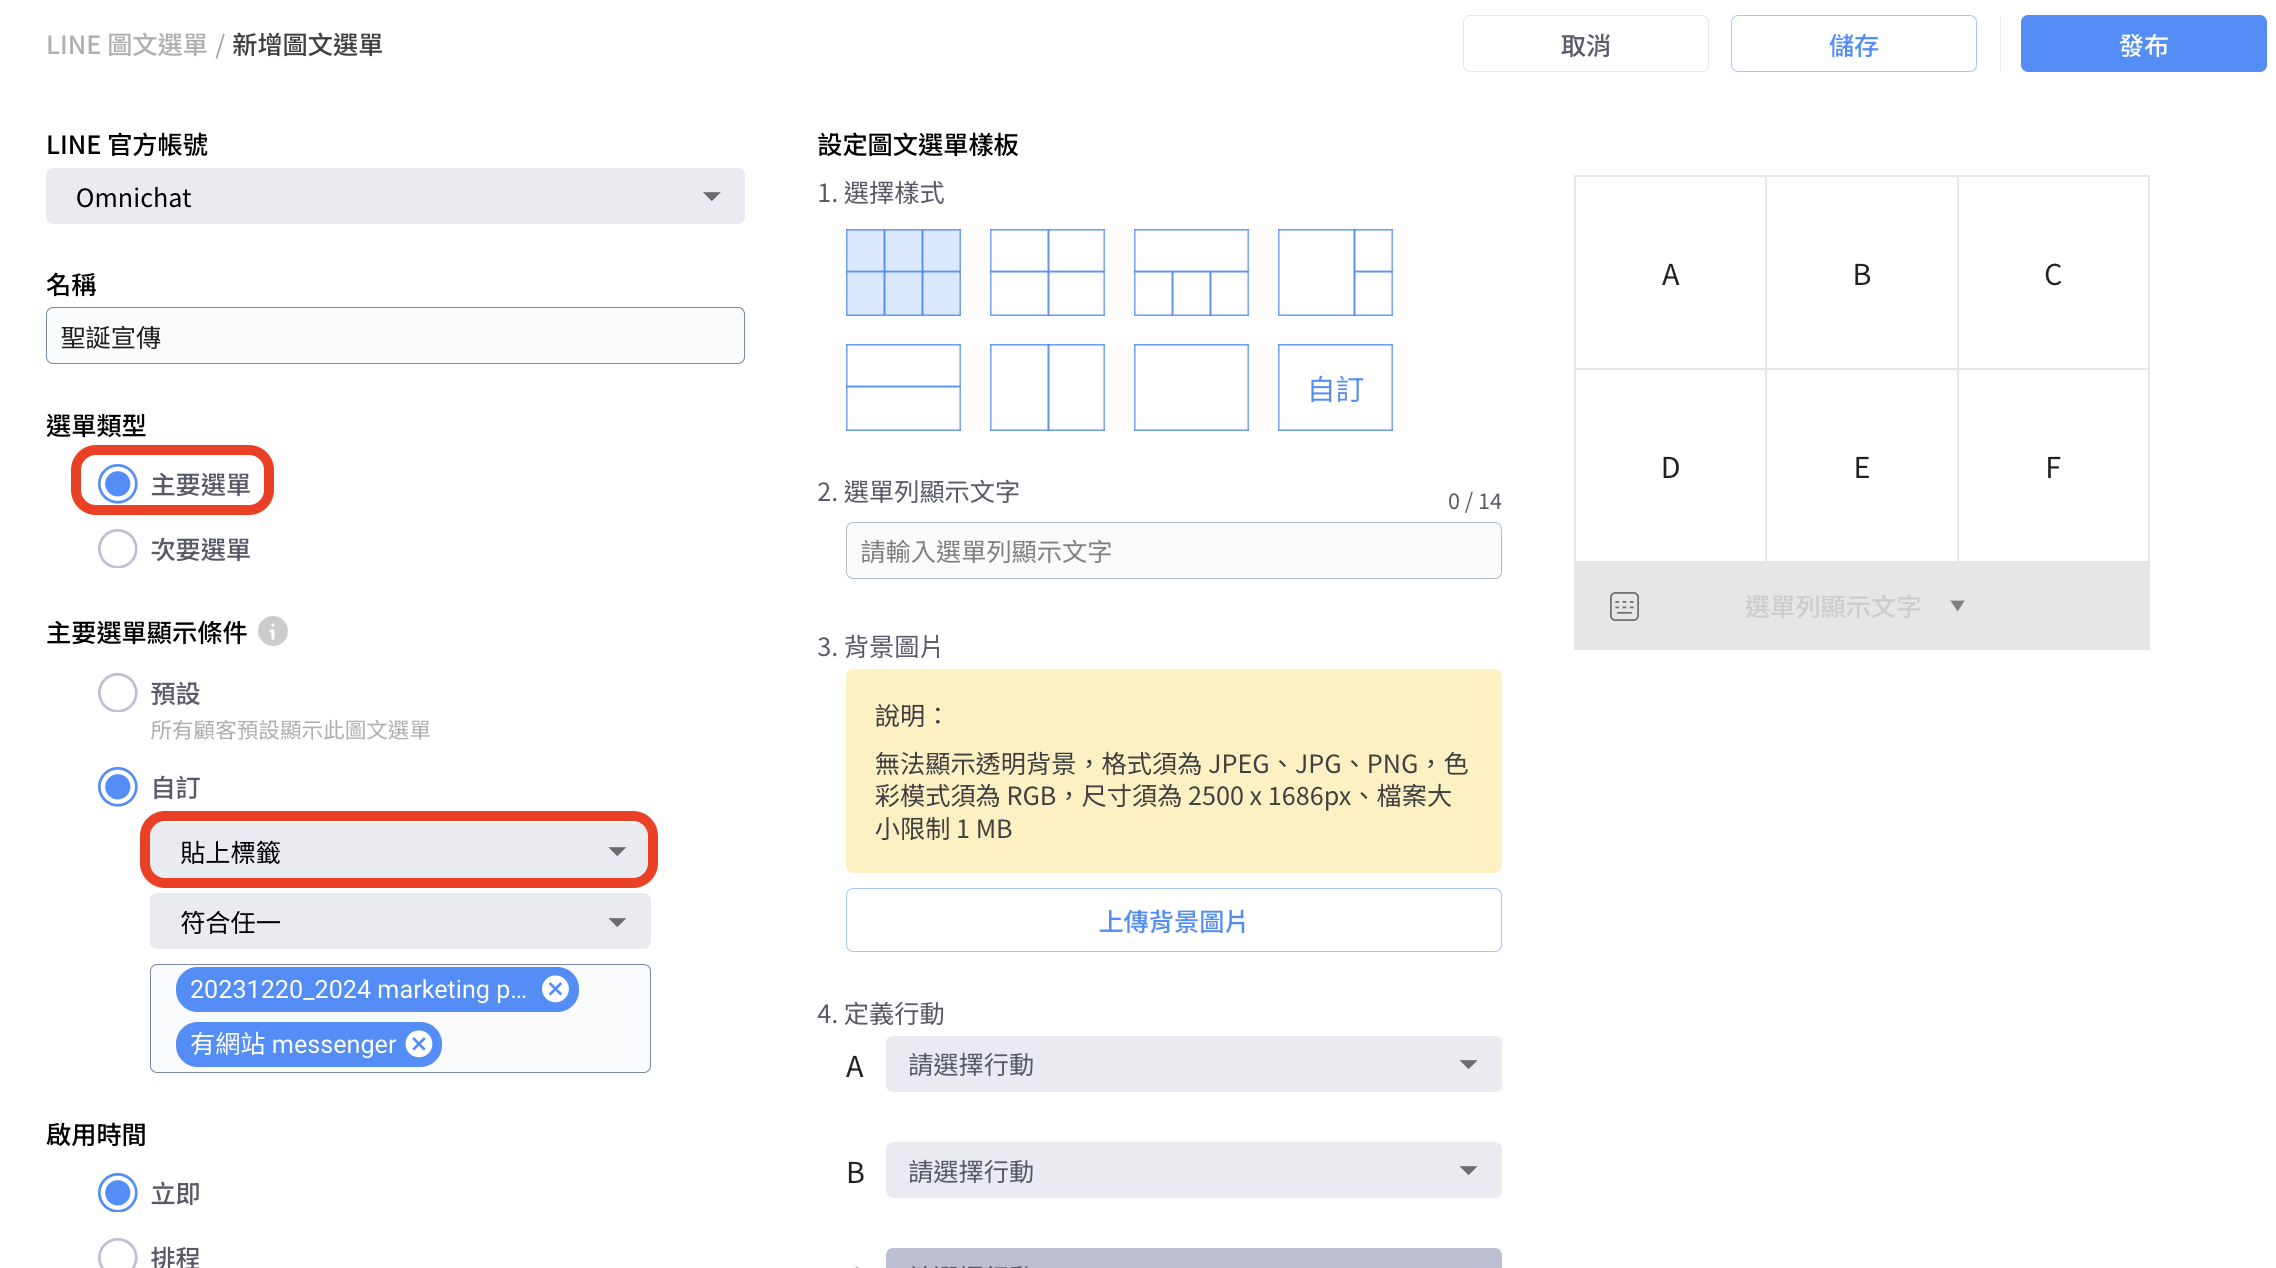 LINE 圖文選單 / 新增圖文選單
取消
儲存
發布
LINE 官方帳號
Omnichat
名稱
聖誕宣傳
選單類型
主要選單
次要選單
主要選單顯示條件
預設
所有顧客預設顯示此圖文選單
自訂
貼上標籤
符合任一
20231220_2024 marketing p...
有網站 messenger
啟用時間
立即
排程
設定圖文選單樣板
1. 選擇樣式
自訂
2. 選單列顯示文字
0 / 14
請輸入選單列顯示文字
3. 背景圖片
說明：
無法顯示透明背景，格式須為 JPEG、JPG、PNG，色
彩模式須為 RGB，尺寸須為 2500 x 1686px、檔案大
小限制 1 MB
上傳背景圖片
4. 定義行動
A 請選擇行動
B 請選擇行動
A B C
D E F
選單列顯示文字